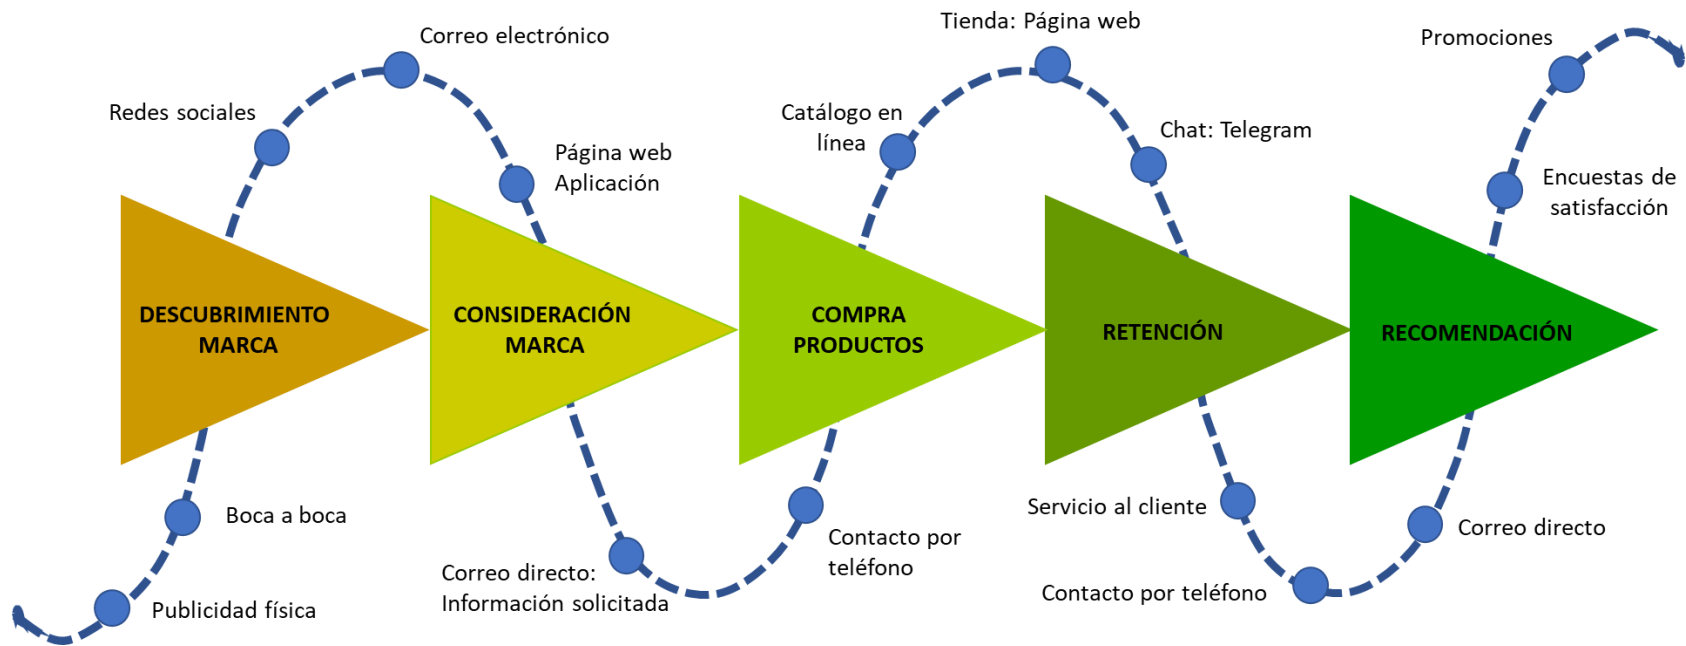 Publicidad física
Boca a boca
DESCUBRIMIENTO
MARCA
Redes sociales
Correo electrónico
Página web
Aplicación
CONSIDERACIÓN
MARCA
Correo directo:
Información solicitada
Contacto por
teléfono
COMPRA
PRODUCTOS
Catálogo en
línea
Tienda: Página web
Chat: Telegram
RETENCIÓN
Servicio al cliente
Contacto por teléfono
Correo directo
RECOMENDACIÓN
Encuestas de
satisfacción
Promociones